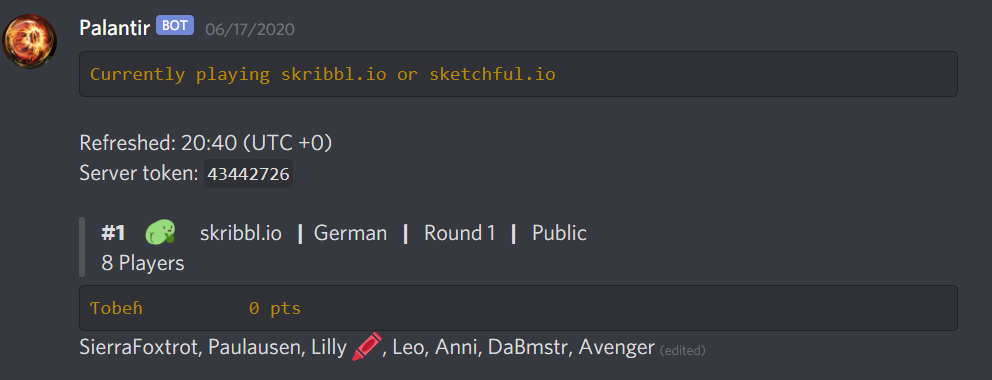 Palantir BOT 06/17/2020
Currently playing skribbl.io or sketchful.io
Refreshed: 20:40 (UTC +0)
Server token: 43442726
#1 skribbl.io | German | Round 1 | Public
8 Players
Tobeh 0 pts
SierraFoxtrot, Paulausen, Lilly 🖍️, Leo, Anni, DaBmstr, Avenger (edited)